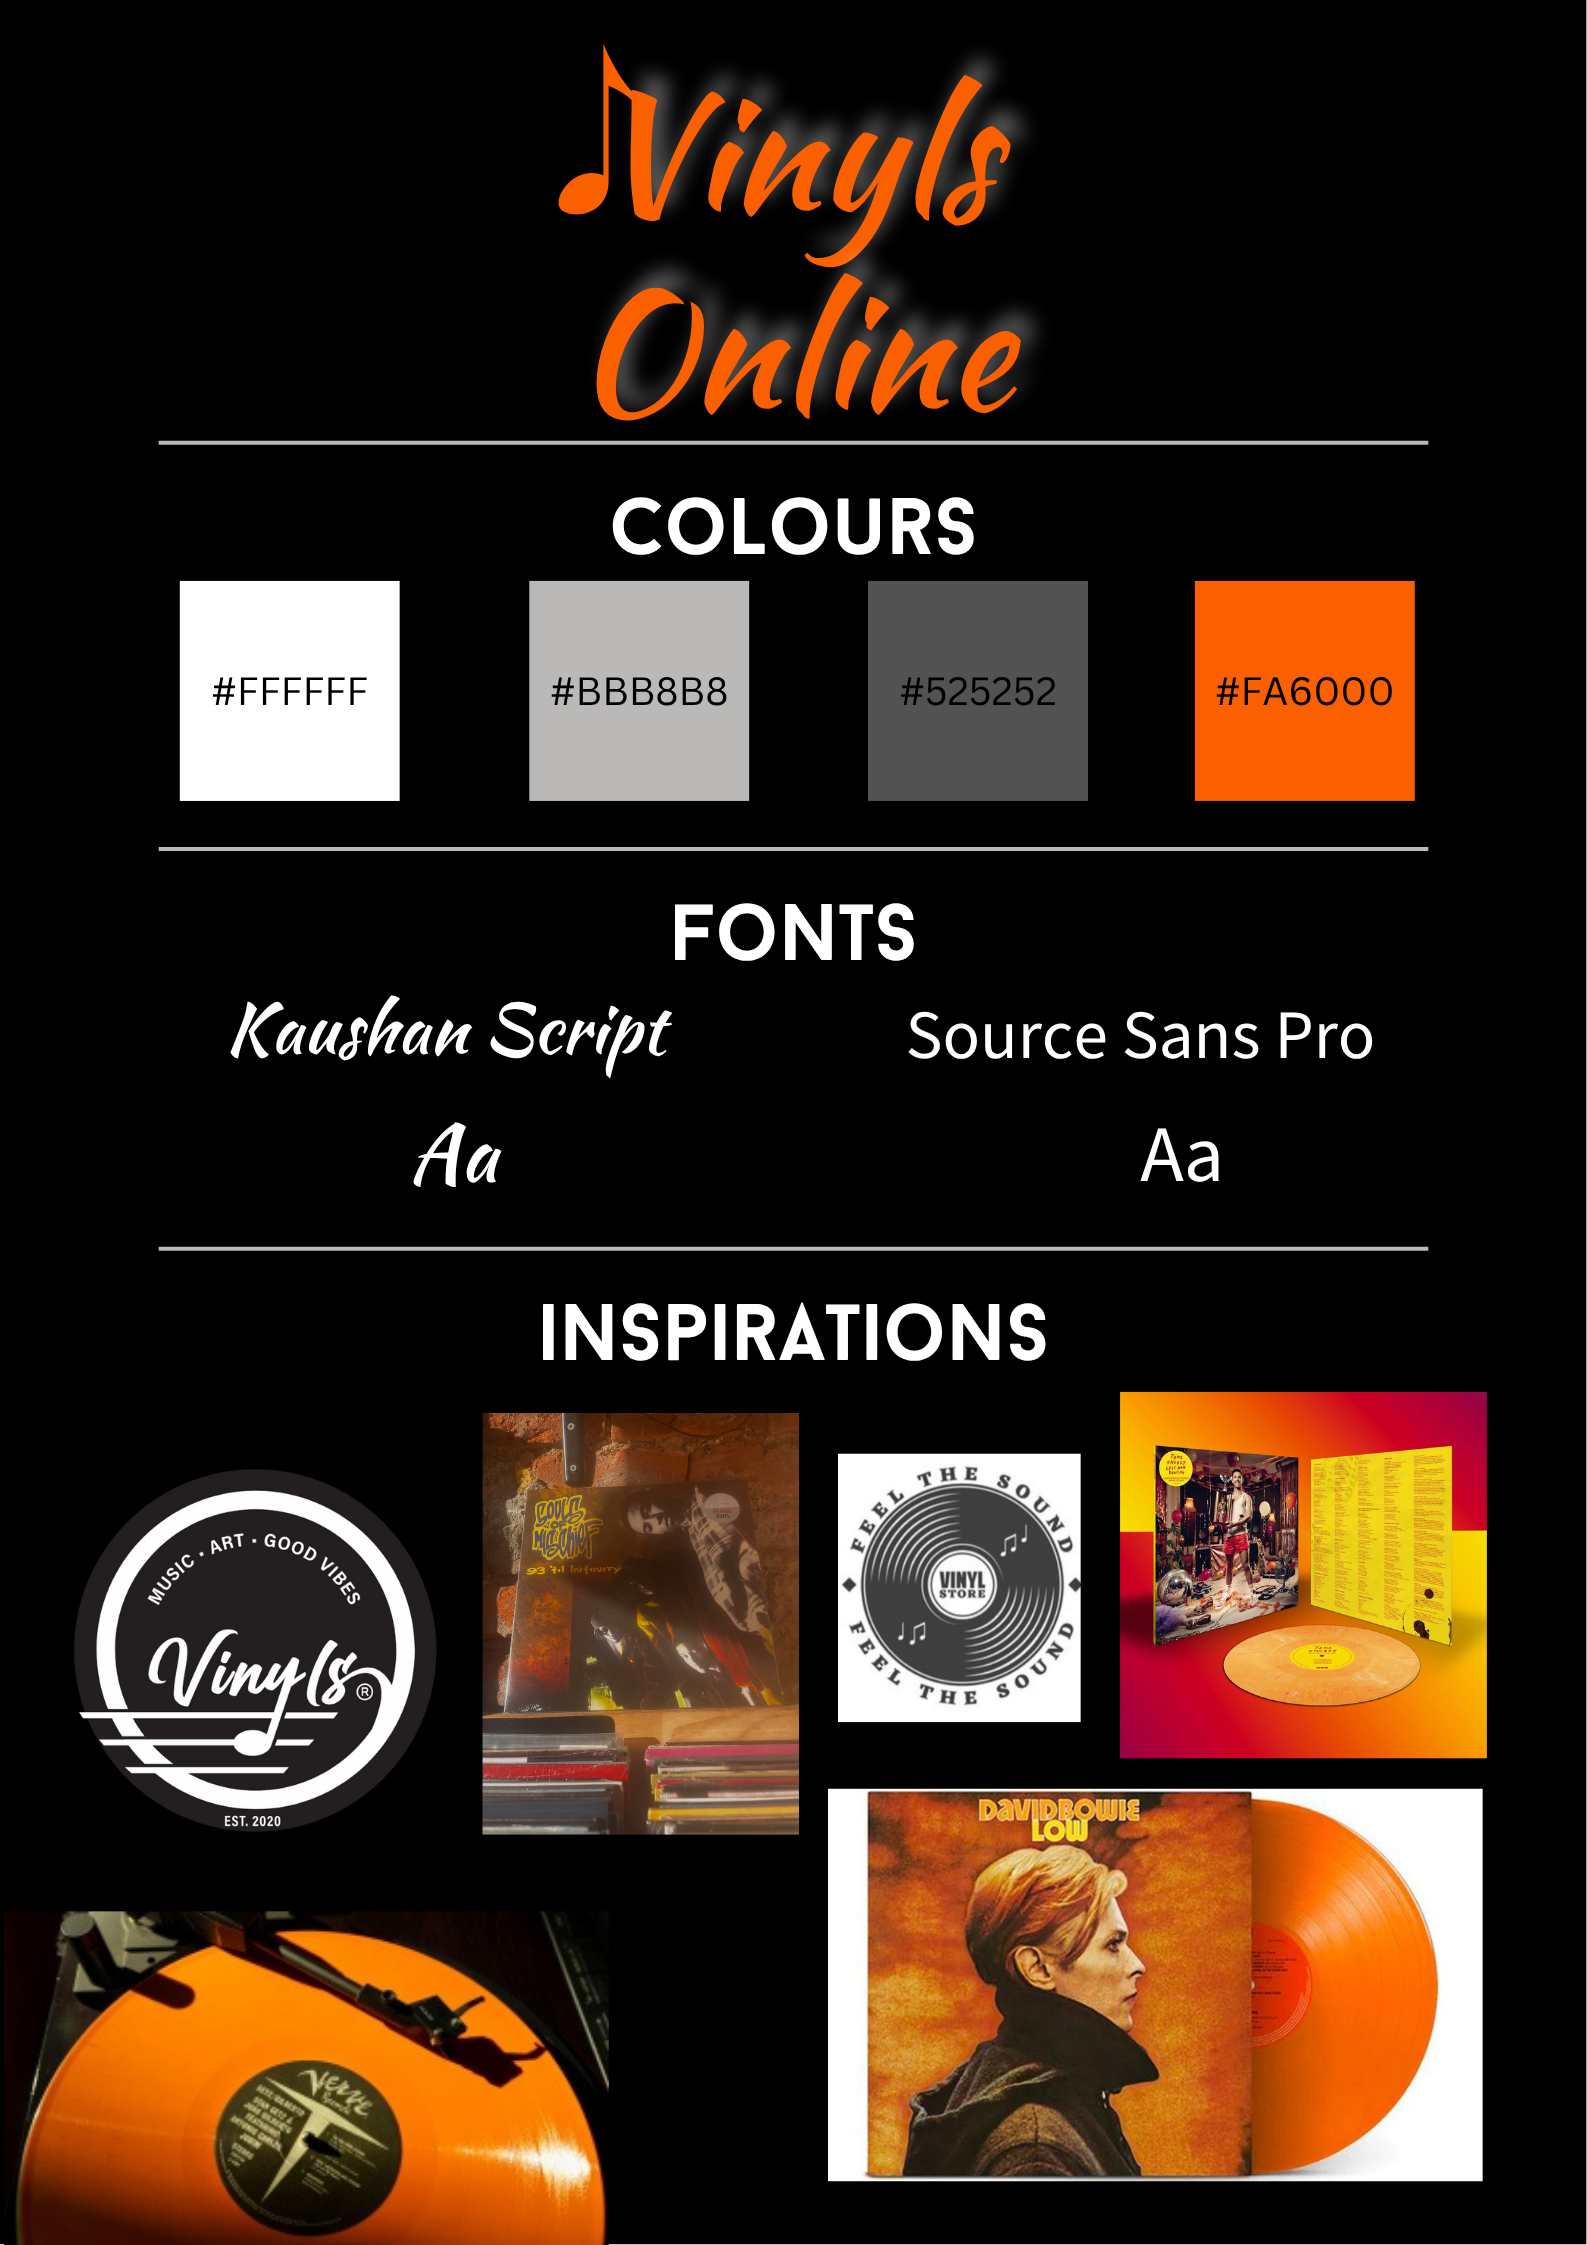 Vinyls
Online
COLOURS
#FFFFFF
#BBB8B8
#525252
#FA6000
FONTS
Kaushan Script
Source Sans Pro
Aa
Aa
INSPIRATIONS
MUSIC · ART · GOOD VIBES
Vinyls®
EST. 2020
SOULS
OF
MISCHIEF
93 'til Infinity
FEEL THE SOUND
VINYL
STORE
FEEL THE SOUND
DAVID BOWIE
LOW
Verve